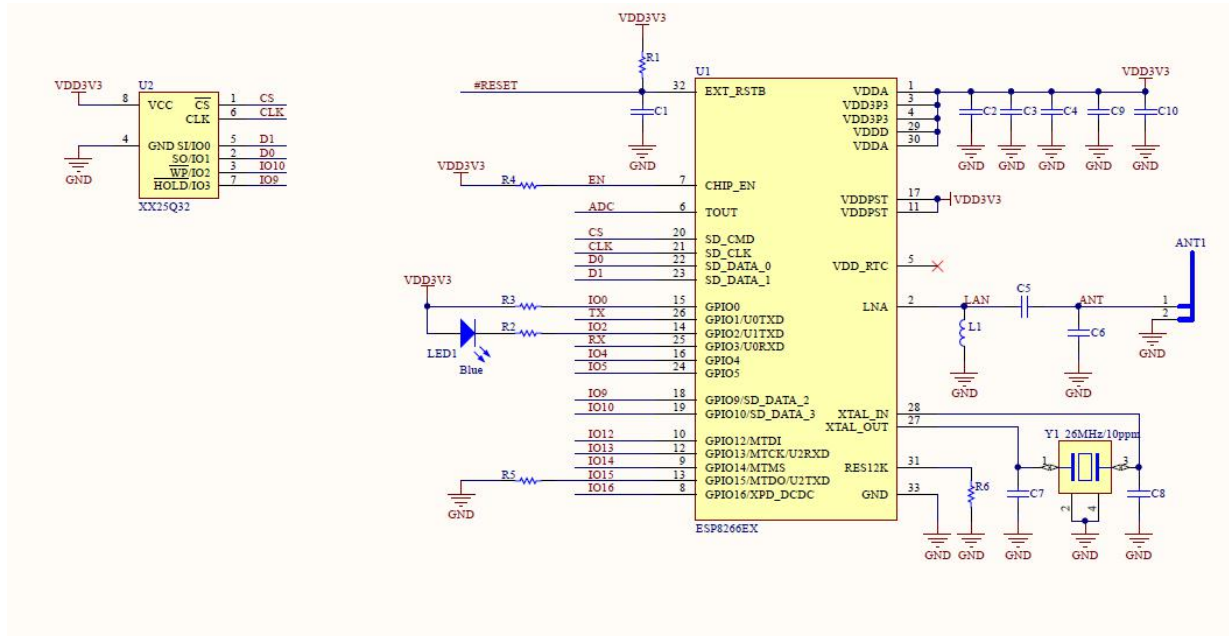 VDD3V3
R1
U1
#RESET
32
EXT_RSTB
C1
GND
VDDA 1
VDD3P3 3
VDD3P3 4
VDDD 29
VDDA 30
VDD3V3
C2
C3
C4
C9
C10
GND
GND
GND
GND
GND
VDD3V3
U2
8 VCC
CS 1 CS
CLK 6 CLK
4 GND
SI/IO0 5 D1
SO/IO1 2 D0
WP/IO2 3 IO10
HOLD/IO3 7 IO9
GND
XX25Q32
VDD3V3
R4
EN 7 CHIP_EN
ADC 6 TOUT
VDDPST 17
VDDPST 11
VDD3V3
CS 20 SD_CMD
CLK 21 SD_CLK
D0 22 SD_DATA_0
D1 23 SD_DATA_1
VDD_RTC 5
VDD3V3
R3
IO0 15 GPIO0
TX 26 GPIO1/U0TXD
R2
IO2 14 GPIO2/U1TXD
RX 25 GPIO3/U0RXD
IO4 16 GPIO4
IO5 24 GPIO5
LED1
Blue
LNA 2
LAN
C5
ANT
ANT1
1
2
L1
C6
GND
GND
GND
IO9 18 GPIO9/SD_DATA_2
IO10 19 GPIO10/SD_DATA_3
XTAL_IN 28
XTAL_OUT 27
IO12 10 GPIO12/MTDI
IO13 12 GPIO13/MTCK/U2RXD
IO14 9 GPIO14/MTMS
R5
IO15 13 GPIO15/MTDO/U2TXD
IO16 8 GPIO16/XPD_DCDC
GND
RES12K 31
GND 33
R6
Y1 26MHz/10ppm
1
3
2
4
C7
C8
GND
GND
GND
GND
GND
ESP8266EX